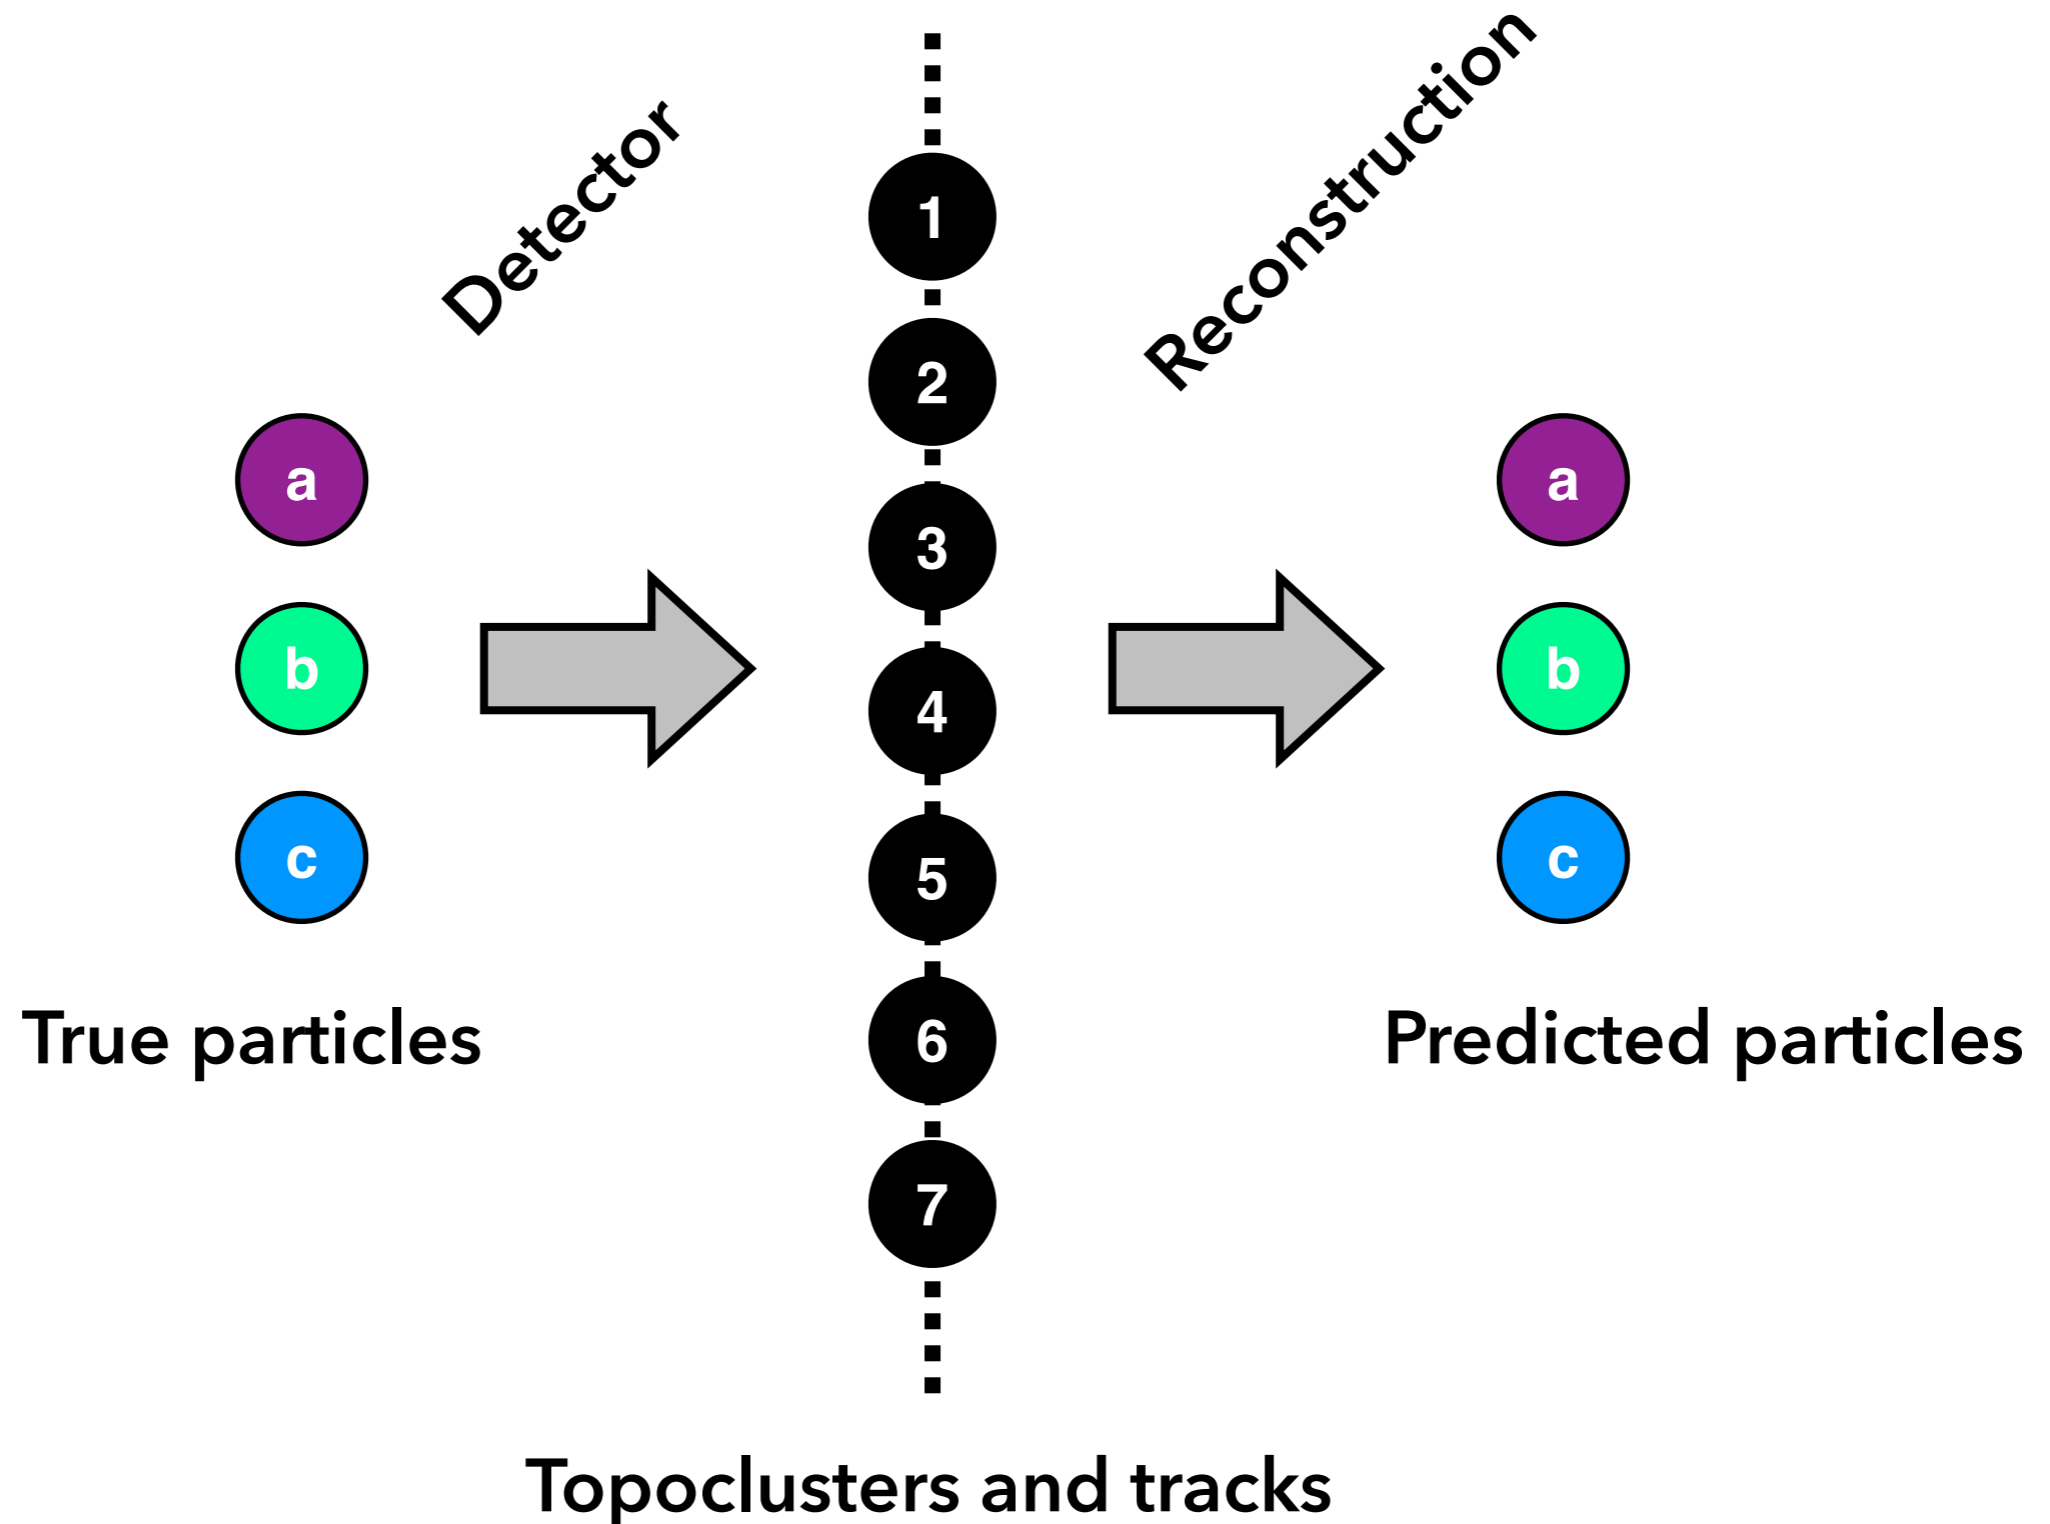 Detector
Reconstruction
a
b
c
True particles
1
2
3
4
5
6
7
Topoclusters and tracks
a
b
c
Predicted particles